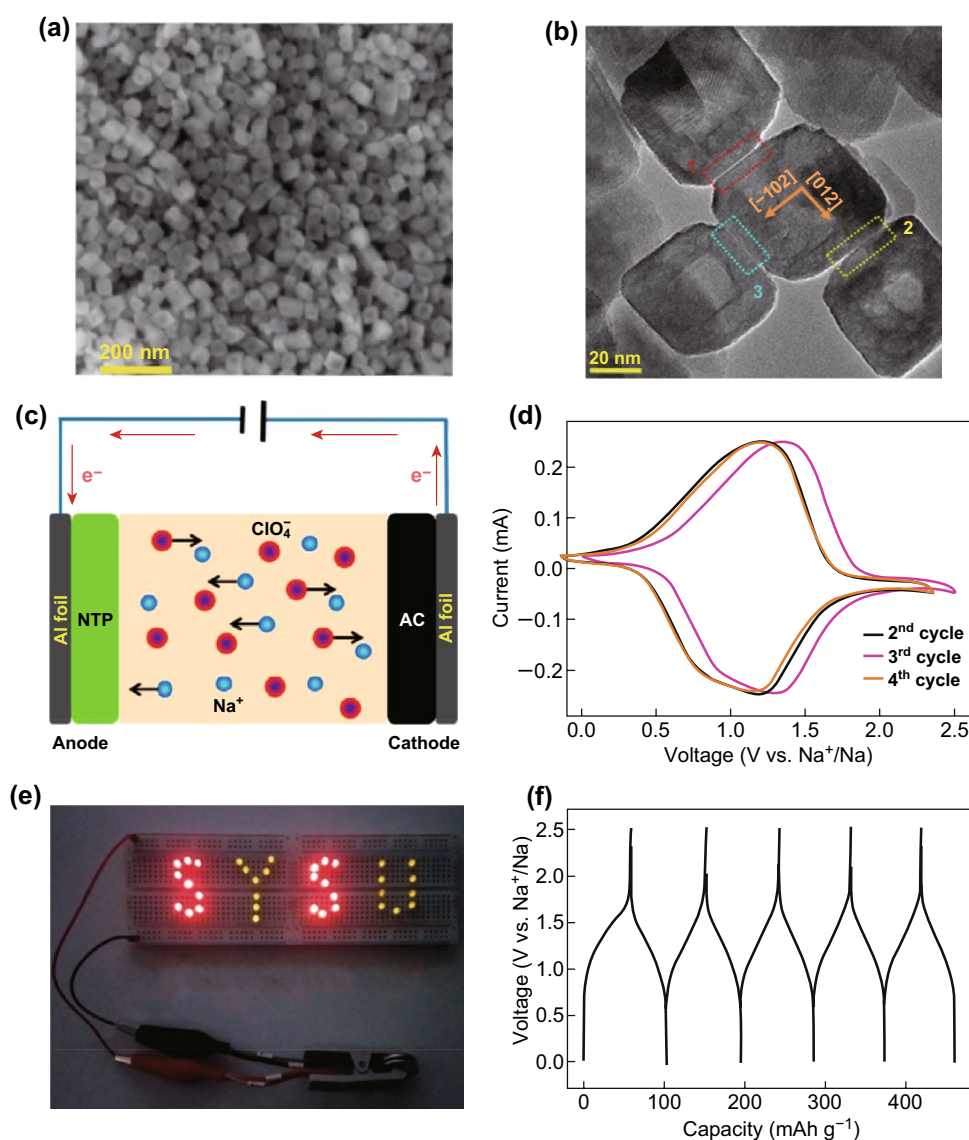 (a)
200 nm
(b)
1
[−102]
[012]
2
3
20 nm
(c)
e⁻
e⁻
ClO₄⁻
Al foil
NTP
AC
Al foil
Na⁺
Anode
Cathode
(d)
Current (mA)
0.2
0.1
0.0
−0.1
−0.2
2ⁿᵈ cycle
3ʳᵈ cycle
4ᵗʰ cycle
0.0 0.5 1.0 1.5 2.0 2.5
Voltage (V vs. Na⁺/Na)
(e)
SYSU
(f)
Voltage (V vs. Na⁺/Na)
2.5
2.0
1.5
1.0
0.5
0.0
0 100 200 300 400
Capacity (mAh g⁻¹)